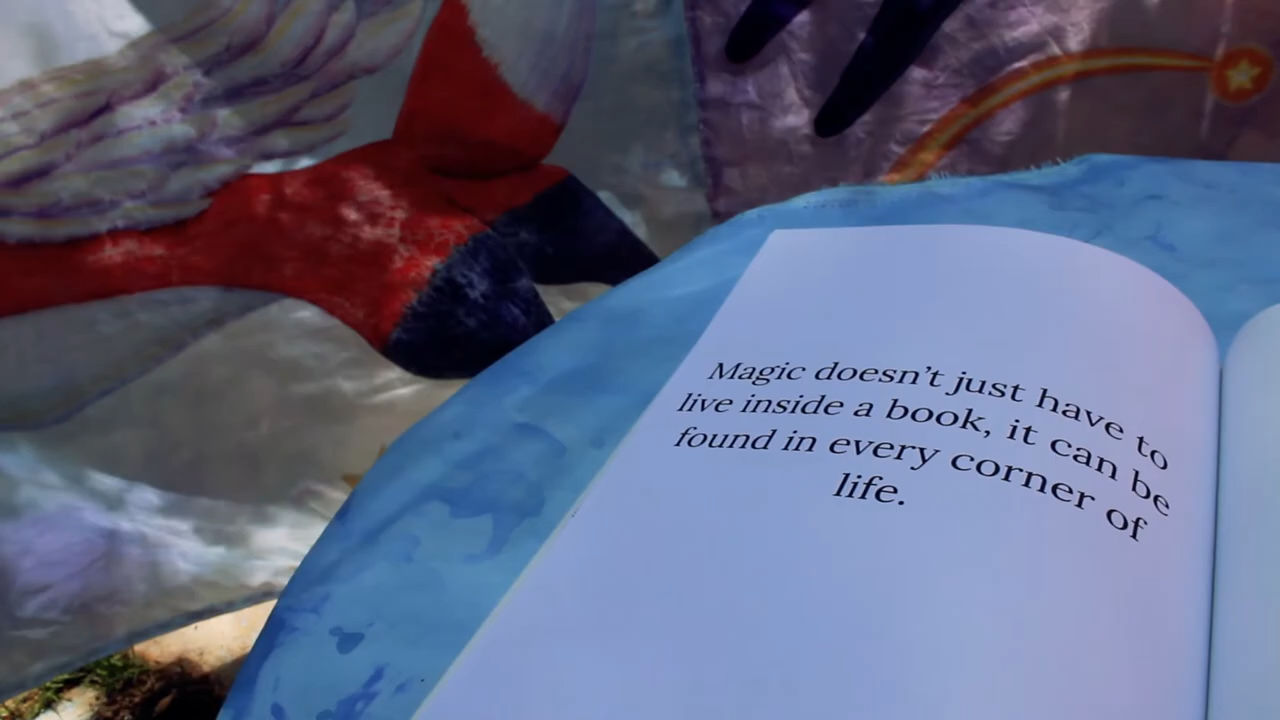 Magic doesn't just have to
live inside a book, it can be
found in every corner of
life.